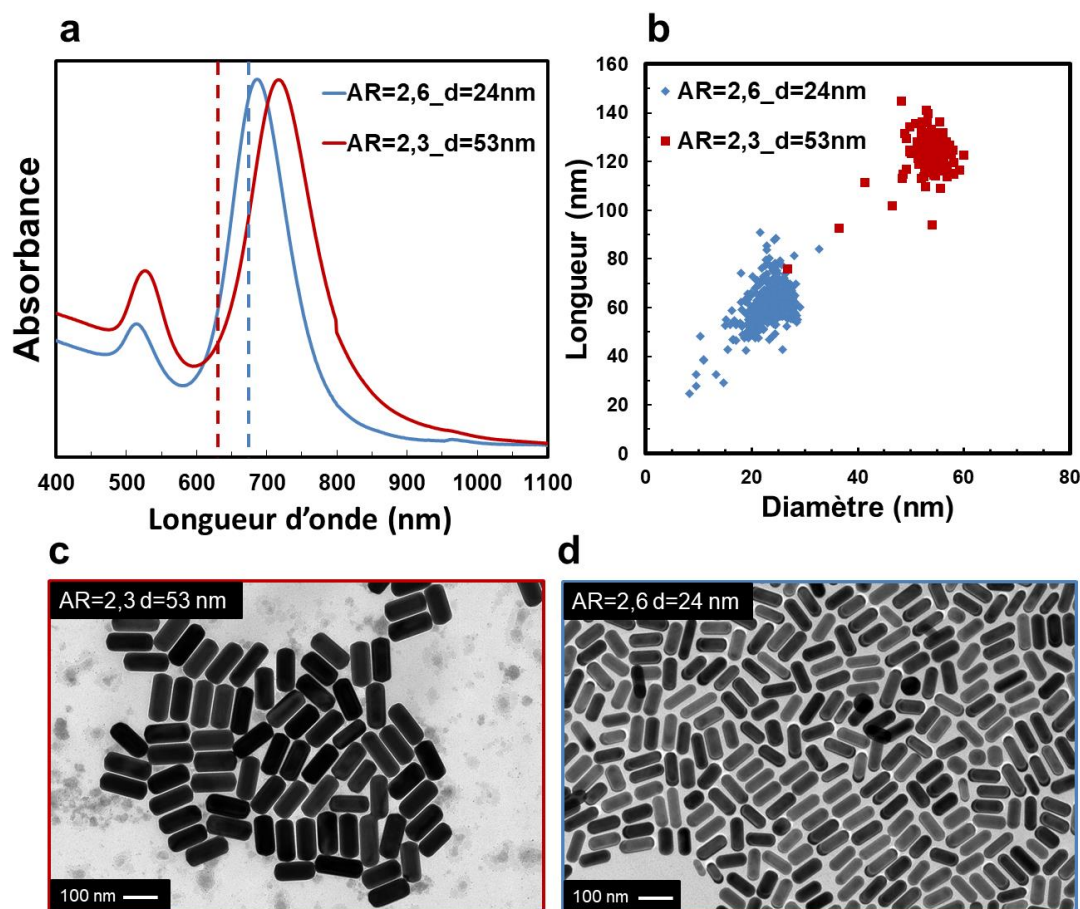 a
AR=2,6_d=24nm
AR=2,3_d=53nm
Absorbance
400 500 600 700 800 900 1000 1100
Longueur d’onde (nm)
b
160
140
120
100
80
60
40
20
0
AR=2,6_d=24nm
AR=2,3_d=53nm
Longueur (nm)
0 20 40 60 80
Diamètre (nm)
c
AR=2,3 d=53 nm
100 nm
d
AR=2,6 d=24 nm
100 nm